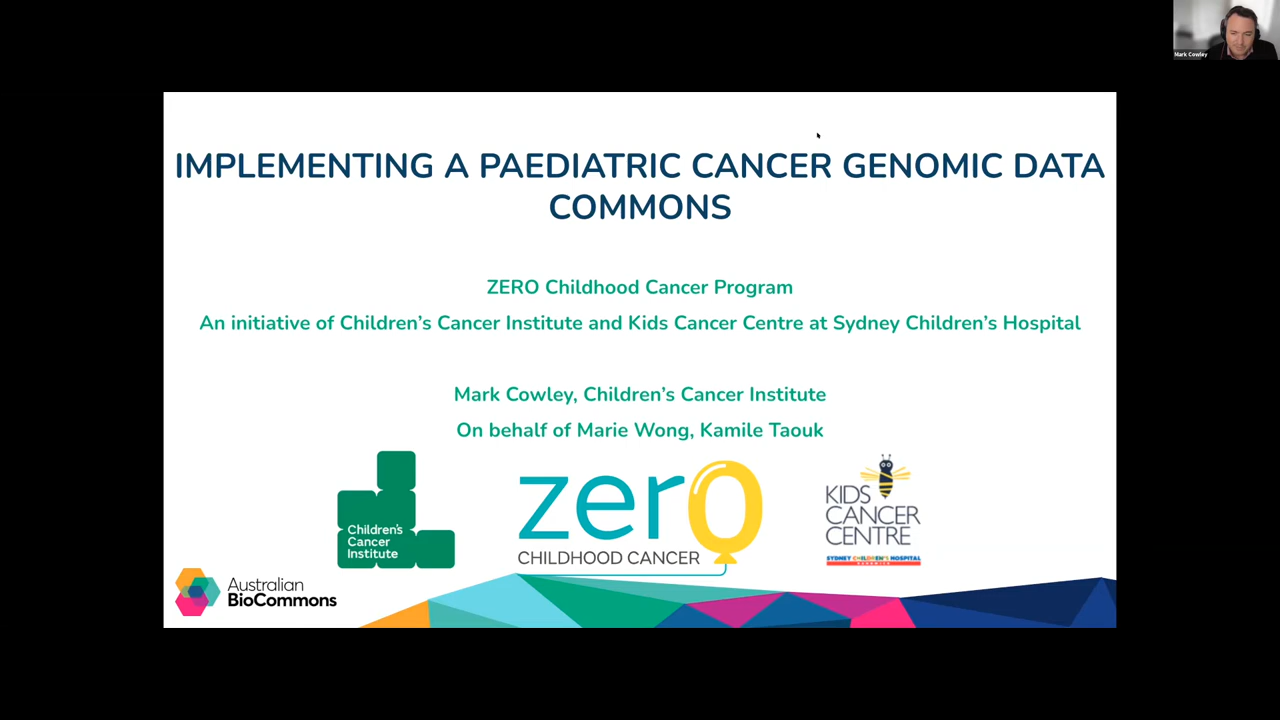 Mark Cowley
IMPLEMENTING A PAEDIATRIC CANCER GENOMIC DATA
COMMONS
ZERO Childhood Cancer Program
An initiative of Children's Cancer Institute and Kids Cancer Centre at Sydney Children's Hospital
Mark Cowley, Children's Cancer Institute
On behalf of Marie Wong, Kamile Taouk
Children's
Cancer
Institute
zero
CHILDHOOD CANCER
KIDS
CANCER
CENTRE
SYDNEY CHILDREN'S HOSPITAL
RANDWICK
Australian
BioCommons